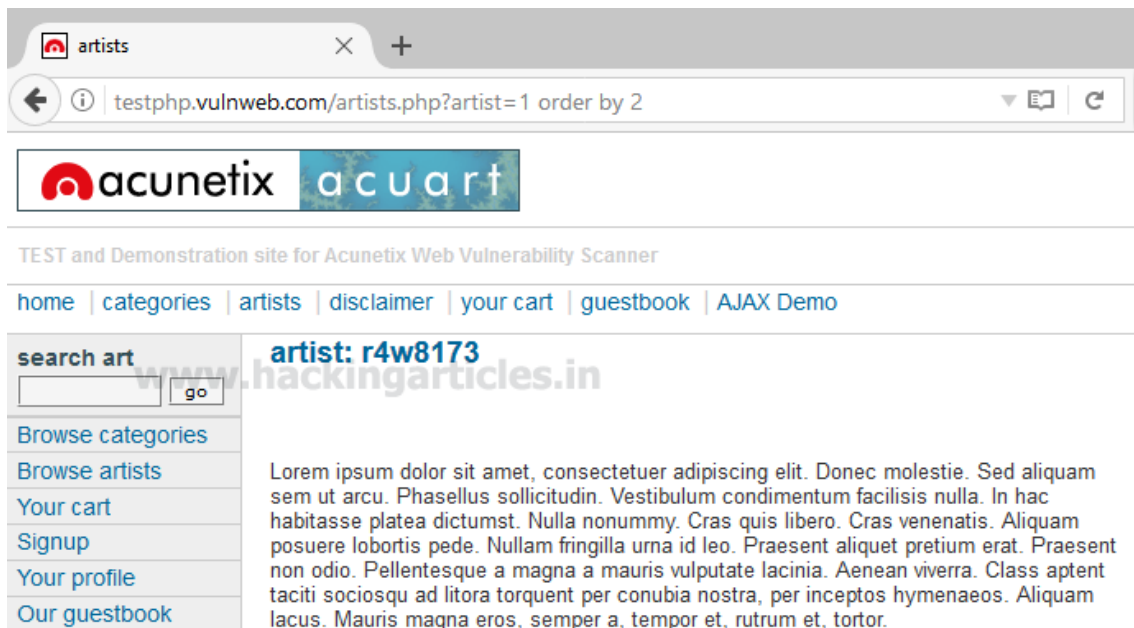 artists
testphp.vulnweb.com/artists.php?artist=1 order by 2
acunetix acuart
TEST and Demonstration site for Acunetix Web Vulnerability Scanner
home | categories | artists | disclaimer | your cart | guestbook | AJAX Demo
search art
go
Browse categories
Browse artists
Your cart
Signup
Your profile
Our guestbook
artist: r4w8173
www.hackingarticles.in
Lorem ipsum dolor sit amet, consectetuer adipiscing elit. Donec molestie. Sed aliquam
sem ut arcu. Phasellus sollicitudin. Vestibulum condimentum facilisis nulla. In hac
habitasse platea dictumst. Nulla nonummy. Cras quis libero. Cras venenatis. Aliquam
posuere lobortis pede. Nullam fringilla urna id leo. Praesent aliquet pretium erat. Praesent
non odio. Pellentesque a magna a mauris vulputate lacinia. Aenean viverra. Class aptent
taciti sociosqu ad litora torquent per conubia nostra, per inceptos hymenaeos. Aliquam
lacus. Mauris magna eros, semper a, tempor et, rutrum et, tortor.